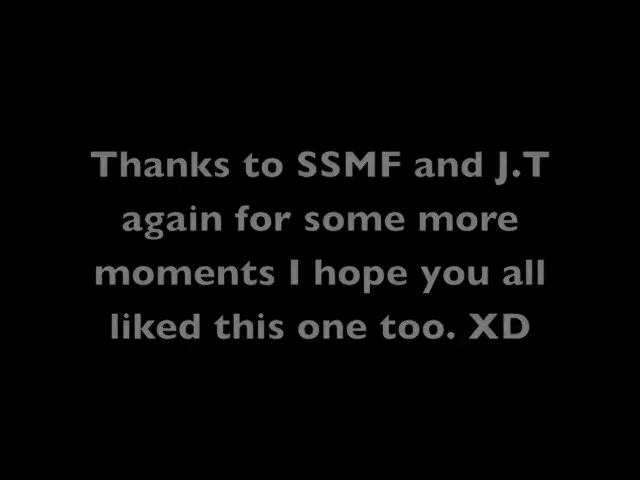 Thanks to SSMF and J.T
again for some more
moments I hope you all
liked this one too. XD